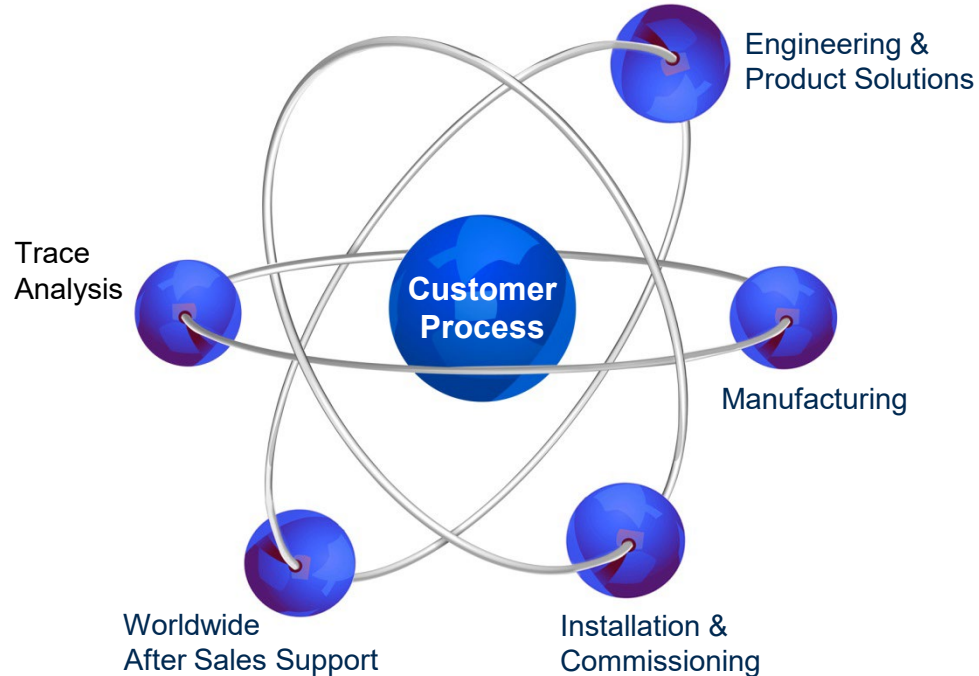 Engineering &
Product Solutions
Trace
Analysis
Customer
Process
Manufacturing
Worldwide
After Sales Support
Installation &
Commissioning